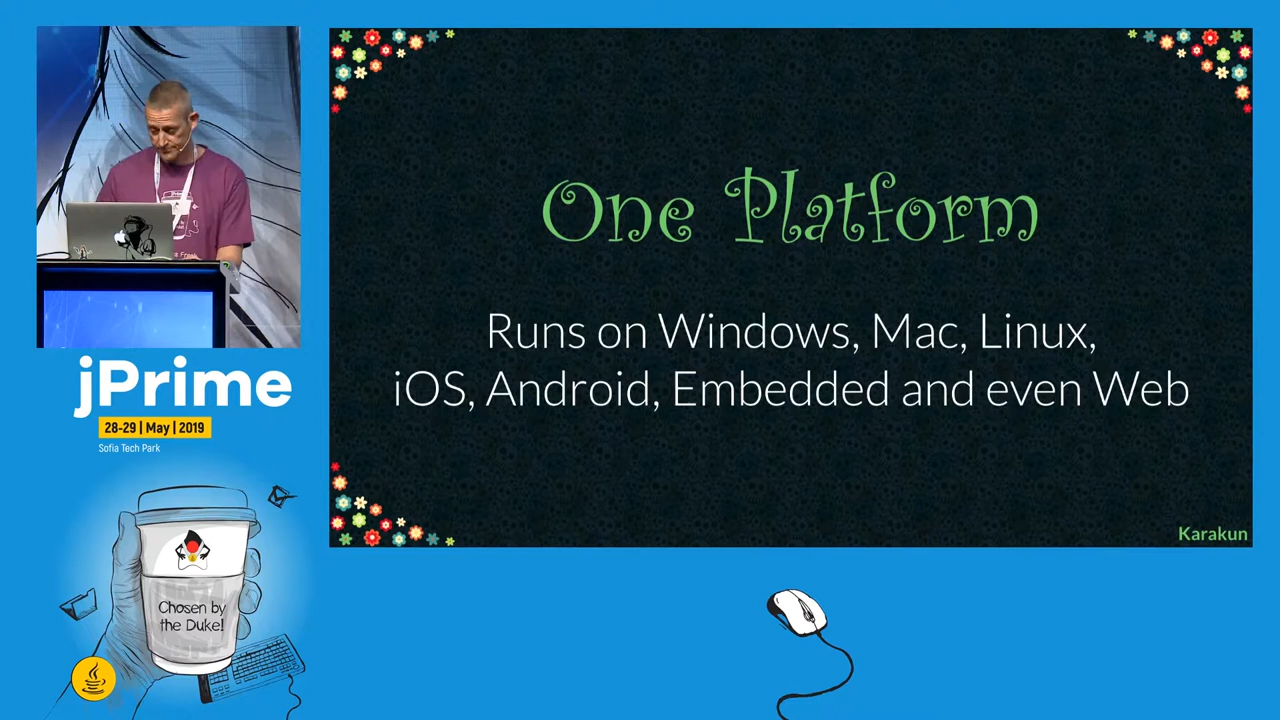 One Platform
Runs on Windows, Mac, Linux,
iOS, Android, Embedded and even Web
Karakun
jPrime
28-29 | May | 2019
Sofia Tech Park
Chosen by
the Duke!